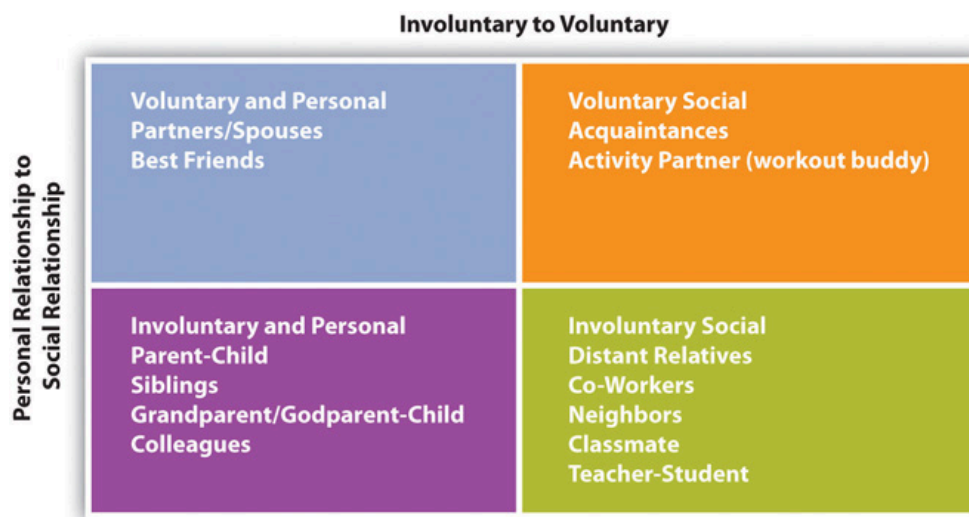 Involuntary to Voluntary
Personal Relationship to
Social Relationship
Voluntary and Personal
Partners/Spouses
Best Friends
Voluntary Social
Acquaintances
Activity Partner (workout buddy)
Involuntary and Personal
Parent-Child
Siblings
Grandparent/Godparent-Child
Colleagues
Involuntary Social
Distant Relatives
Co-Workers
Neighbors
Classmate
Teacher-Student